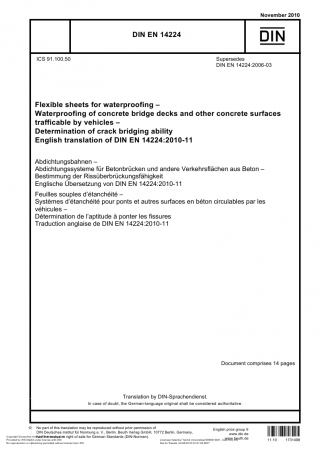 November 2010
DIN EN 14224
DIN
ICS 91.100.50
Supersedes
DIN EN 14224:2006-03
Flexible sheets for waterproofing –
Waterproofing of concrete bridge decks and other concrete surfaces
trafficable by vehicles –
Determination of crack bridging ability
English translation of DIN EN 14224:2010-11
Abdichtungsbahnen –
Abdichtungssysteme für Betonbrücken und andere Verkehrsflächen aus Beton –
Bestimmung der Rissüberbrückungsfähigkeit
Englische Übersetzung von DIN EN 14224:2010-11
Feuilles souples d'étanchéité –
Systèmes d'étanchéité pour ponts et autres surfaces en béton circulables par les
véhicules –
Détermination de l'aptitude à ponter les fissures
Traduction anglaise de DIN EN 14224:2010-11
Document comprises 14 pages
Translation by DIN-Sprachendienst.
In case of doubt, the German-language original shall be considered authoritative.
© No part of this translation may be reproduced without prior permission of
DIN Deutsches Institut für Normung e. V., Berlin. Beuth Verlag GmbH, 10772 Berlin, Germany,
right of sale for German Standards (DIN-Normen).
English price group 9
www.din.de
www.beuth.de
11.10